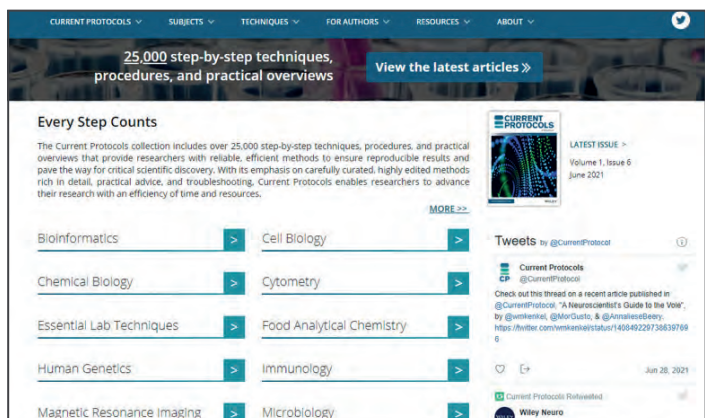 CURRENT PROTOCOLS SUBJECTS TECHNIQUES FOR AUTHORS RESOURCES ABOUT
25,000 step-by-step techniques,
procedures, and practical overviews
View the latest articles »
Every Step Counts
The Current Protocols collection includes over 25,000 step-by-step techniques, procedures, and practical
overviews that provide researchers with reliable, efficient methods to ensure reproducible results and
pave the way for critical scientific discovery. With its emphasis on carefully curated, highly edited methods
rich in detail, practical advice, and troubleshooting, Current Protocols enables researchers to advance
their research with an efficiency of time and resources.
MORE >>
CURRENT
PROTOCOLS
LATEST ISSUE >
Volume 1, Issue 6
June 2021
Bioinformatics >
Cell Biology >
Chemical Biology >
Cytometry >
Essential Lab Techniques >
Food Analytical Chemistry >
Human Genetics >
Immunology >
Magnetic Resonance Imaging >
Microbiology >
Tweets by @CurrentProtocol
CP
Current Protocols
@CurrentProtocol
Check out this thread on a recent article published in
@CurrentProtocol, "A Neuroscientist's Guide to the Vole",
by @wmkenkel, @MorGusto, & @AnnalieseBeery.
https://twitter.com/wmkenkel/status/140849229738639769
6
Jun 28, 2021
Current Protocols Retweeted
Wiley Neuro